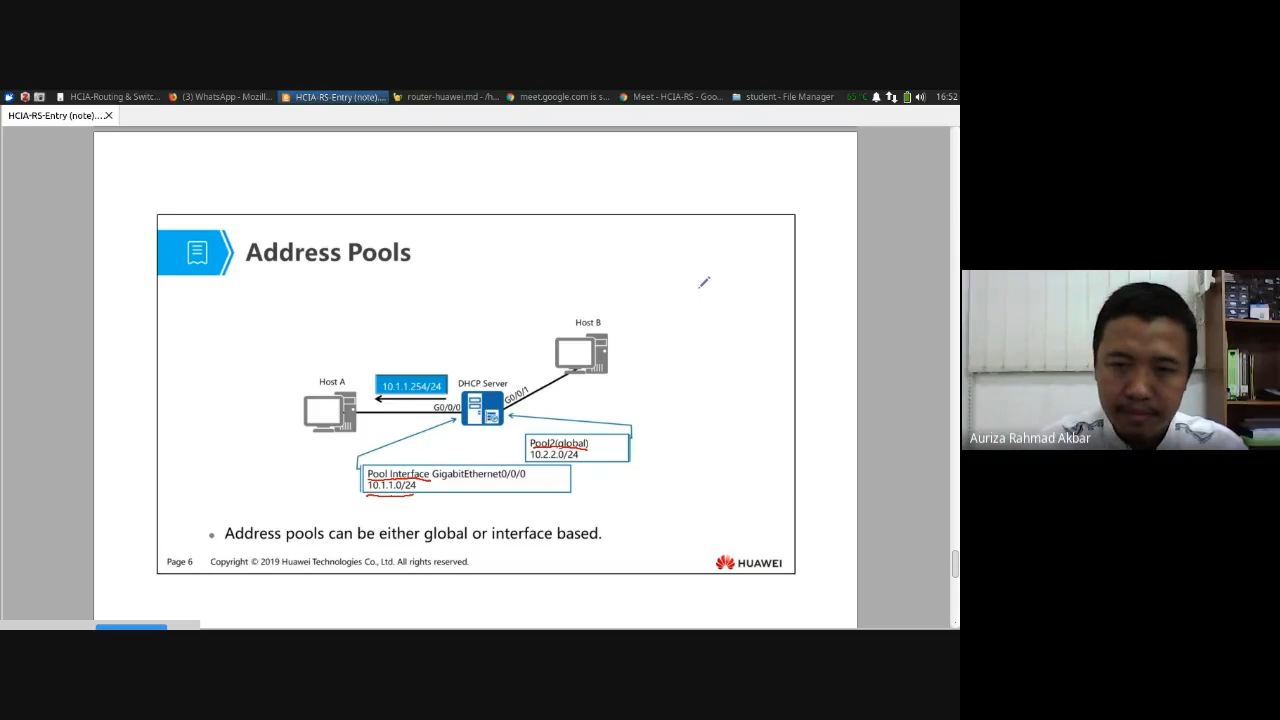 HCIA-Routing & Switc...
(3) WhatsApp - Mozill...
HCIA-RS-Entry (note)....
router-huawei.md - /h...
meet.google.com is s...
Meet - HCIA-RS - Goo...
student - File Manager
65°C
16:52
HCIA-RS-Entry (note)....
Address Pools
Host B
Host A
10.1.1.254/24
DHCP Server
G0/0/0
G0/0/1
Pool2(global)
10.2.2.0/24
Pool Interface GigabitEthernet0/0/0
10.1.1.0/24
Address pools can be either global or interface based.
Page 6
Copyright © 2019 Huawei Technologies Co., Ltd. All rights reserved.
HUAWEI
Auriza Rahmad Akbar